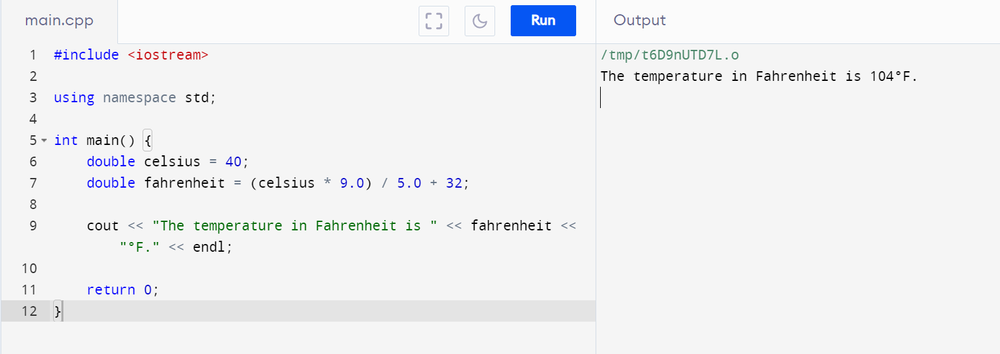 main.cpp
Run
Output
1 #include <iostream>
2
3 using namespace std;
4
5 int main() {
6     double celsius = 40;
7     double fahrenheit = (celsius * 9.0) / 5.0 + 32;
8
9     cout << "The temperature in Fahrenheit is " << fahrenheit <<
        "°F." << endl;
10
11     return 0;
12 }
/tmp/t6D9nUTD7L.o
The temperature in Fahrenheit is 104°F.